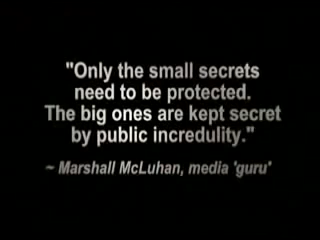 "Only the small secrets
need to be protected.
The big ones are kept secret
by public incredulity."
~ Marshall McLuhan, media 'guru'